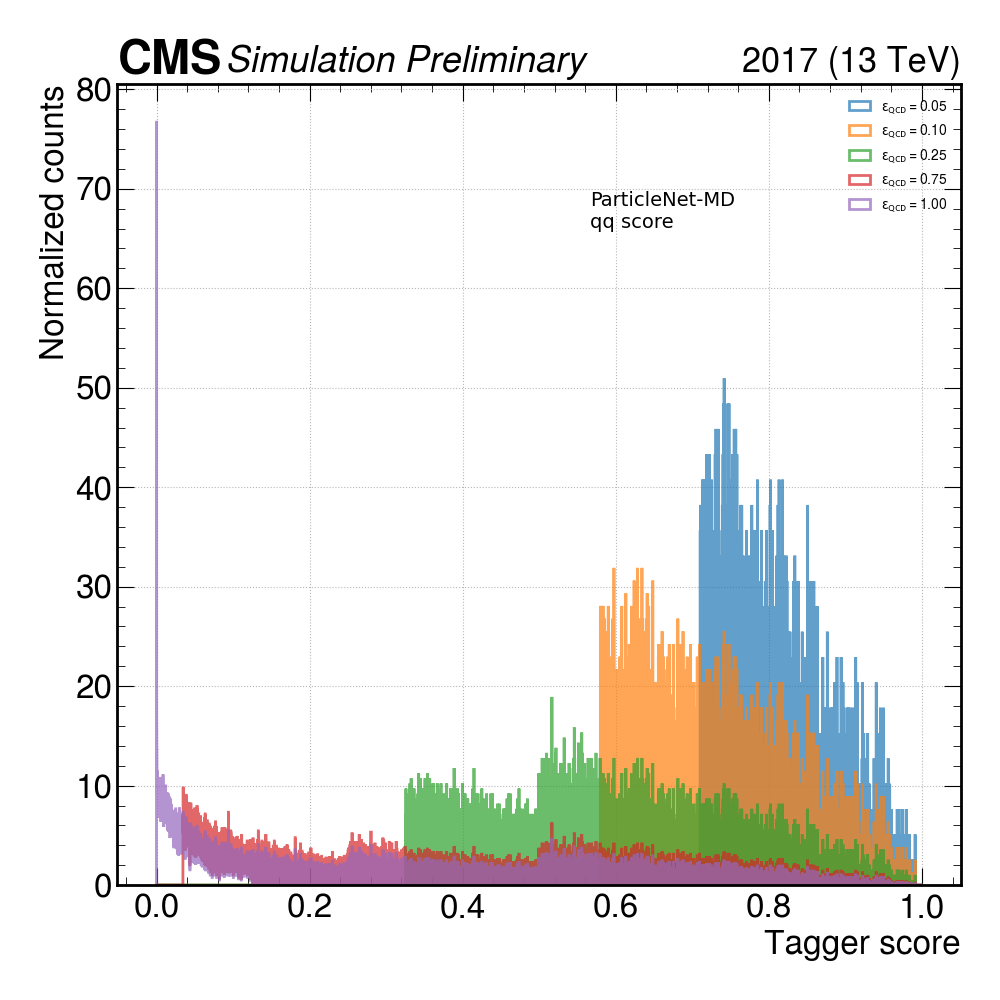 CMS Simulation Preliminary 2017 (13 TeV)
Normalized counts
80
70
60
50
40
30
20
10
0
ε_QCD = 0.05
ε_QCD = 0.10
ε_QCD = 0.25
ε_QCD = 0.75
ε_QCD = 1.00
ParticleNet-MD
qq score
0.0 0.2 0.4 0.6 0.8 1.0
Tagger score